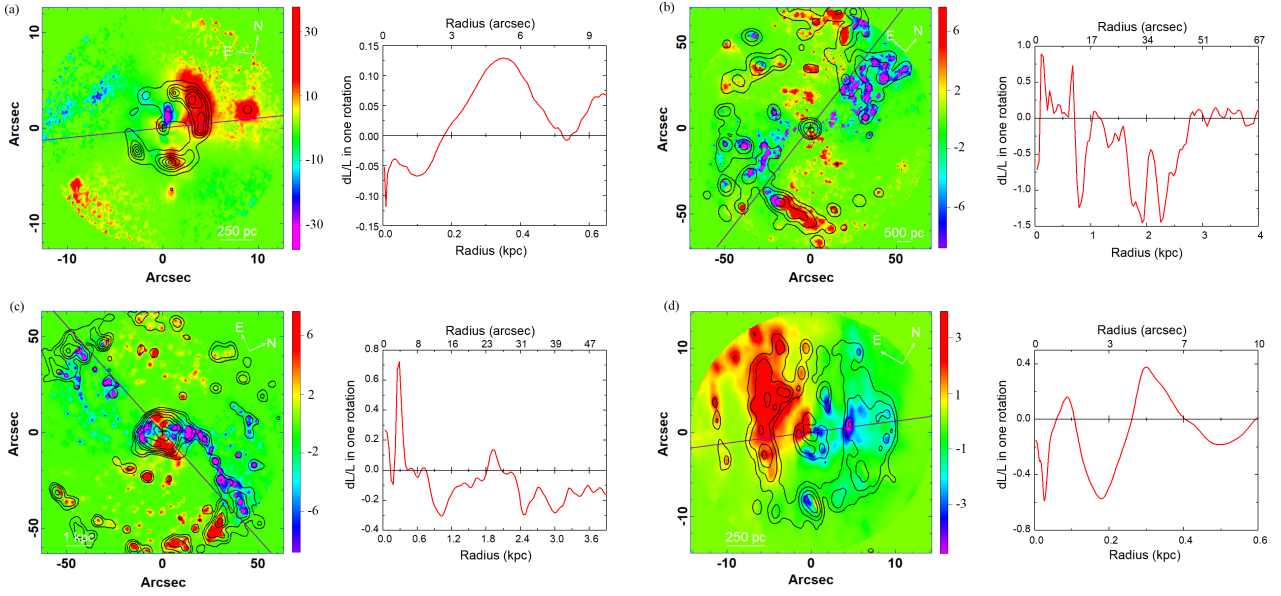 (a)
10
0
-10
Arcsec
-10
0
10
Arcsec
E
N
250 pc
30
10
-10
-30
Radius (arcsec)
0
3
6
9
0.15
0.10
0.05
0.00
-0.05
-0.10
-0.15
dL/L in one rotation
0.0
0.2
0.4
0.6
Radius (kpc)
(b)
50
0
-50
Arcsec
-50
0
50
Arcsec
E
N
500 pc
6
2
-2
-6
Radius (arcsec)
0
17
34
51
67
1.0
0.5
0.0
-0.5
-1.0
-1.5
dL/L in one rotation
0
1
2
3
4
Radius (kpc)
(c)
50
0
-50
Arcsec
-50
0
50
Arcsec
E
N
1 kpc
6
2
-2
-6
Radius (arcsec)
0
8
16
24
31
39
47
0.8
0.6
0.4
0.2
0.0
-0.2
-0.4
dL/L in one rotation
0.0
0.6
1.2
1.8
2.4
3.0
3.6
Radius (kpc)
(d)
10
0
-10
Arcsec
-10
0
10
Arcsec
E
N
250 pc
3
1
-1
-3
Radius (arcsec)
0
2
3
5
7
8
10
0.4
0.0
-0.4
-0.8
dL/L in one rotation
0.0
0.2
0.4
0.6
Radius (kpc)